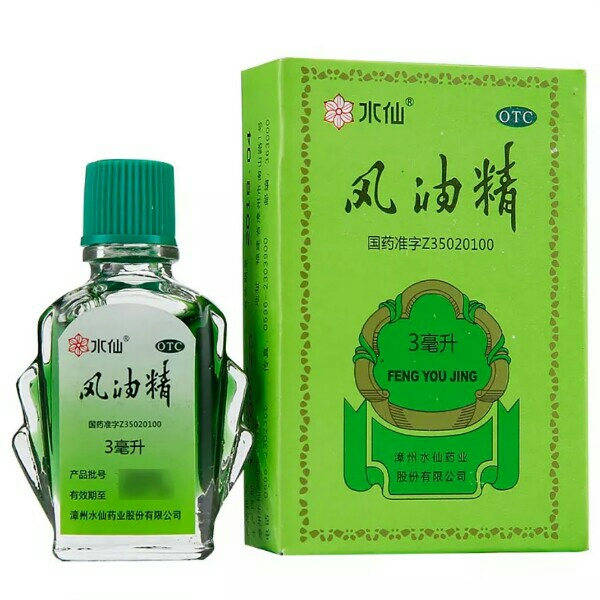 水仙®
OTC
风油精
国药准字Z35020100
3毫升
FENG YOU JING
漳州水仙药业
股份有限公司
水仙®
OTC
风油精
国药准字Z35020100
3毫升
产品批号
有效期至
漳州水仙药业股份有限公司